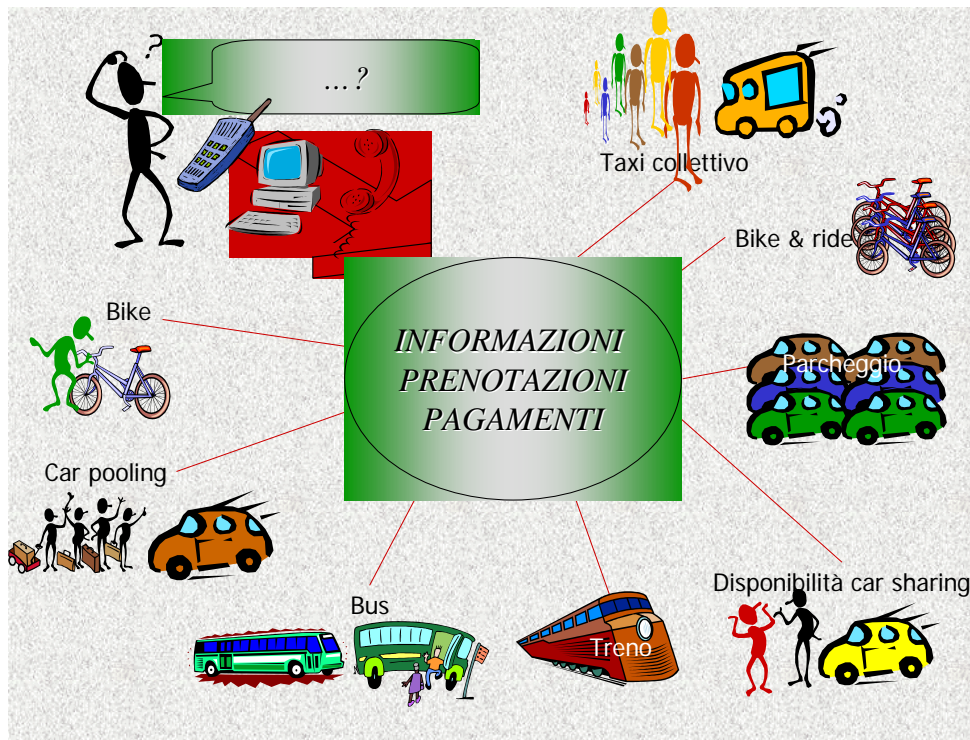 ...?
Taxi collettivo
Bike & ride
Bike
INFORMAZIONI
PRENOTAZIONI
PAGAMENTI
Parcheggio
Car pooling
Disponibilità car sharing
Bus
Treno